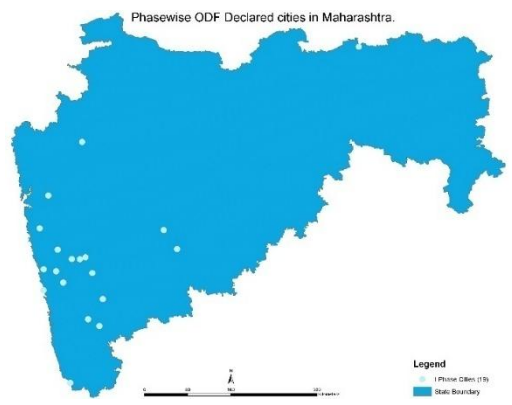 Phasewise ODF Declared cities in Maharashtra.
N
Legend
I Phase Cities (19)
State Boundary